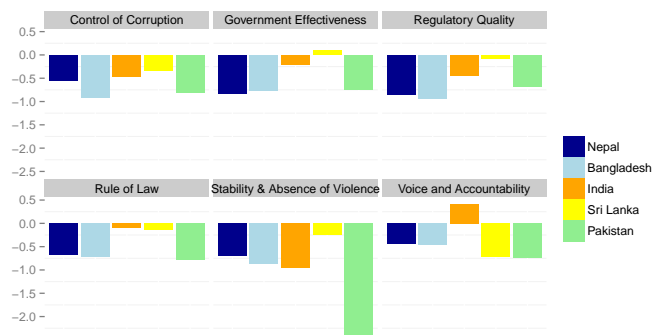 Control of Corruption Government Effectiveness Regulatory Quality
0.5
0.0
−0.5
−1.0
−1.5
−2.0
−2.5
Rule of Law Stability & Absence of Violence Voice and Accountability
0.5
0.0
−0.5
−1.0
−1.5
−2.0
Nepal
Bangladesh
India
Sri Lanka
Pakistan